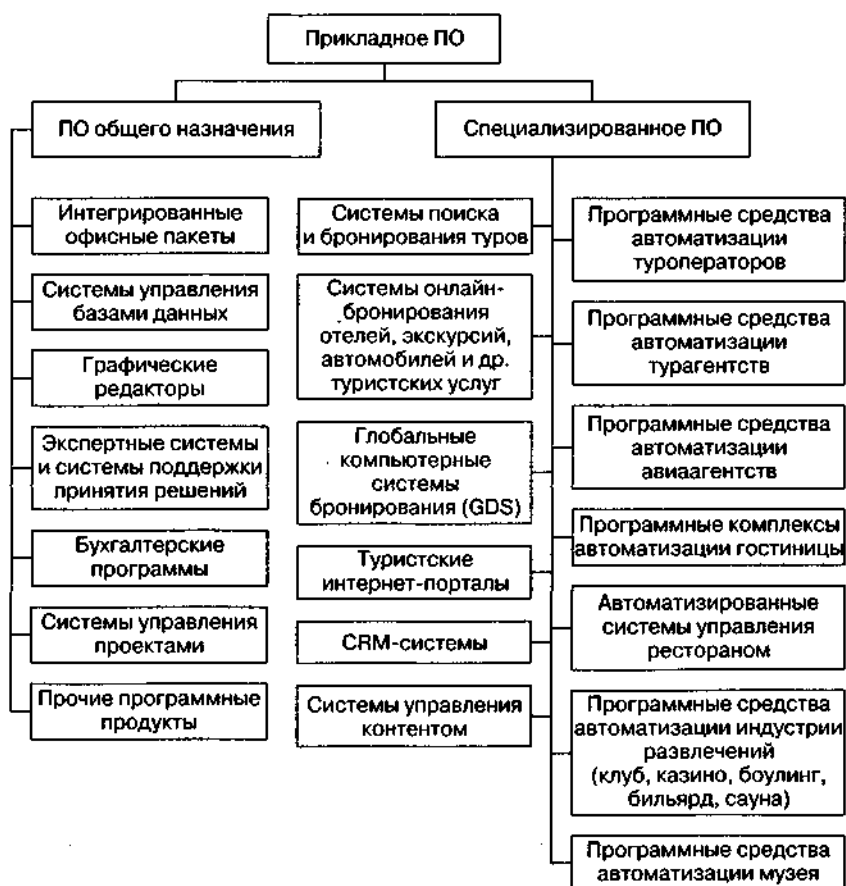 Прикладное ПО
ПО общего назначения
Специализированное ПО
Интегрированные
офисные пакеты
Системы управления
базами данных
Графические
редакторы
Экспертные системы
и системы поддержки
принятия решений
Бухгалтерские
программы
Системы управления
проектами
Прочие программные
продукты
Системы поиска
и бронирования туров
Системы онлайн-
бронирования
отелей, экскурсий,
автомобилей и др.
туристских услуг
Глобальные
компьютерные
системы
бронирования (GDS)
Туристские
интернет-порталы
CRM-системы
Системы управления
контентом
Программные средства
автоматизации
туроператоров
Программные средства
автоматизации
турагентств
Программные средства
автоматизации
авиаагентств
Программные комплексы
автоматизации гостиницы
Автоматизированные
системы управления
рестораном
Программные средства
автоматизации индустрии
развлечений
(клуб, казино, боулинг,
бильярд, сауна)
Программные средства
автоматизации музея